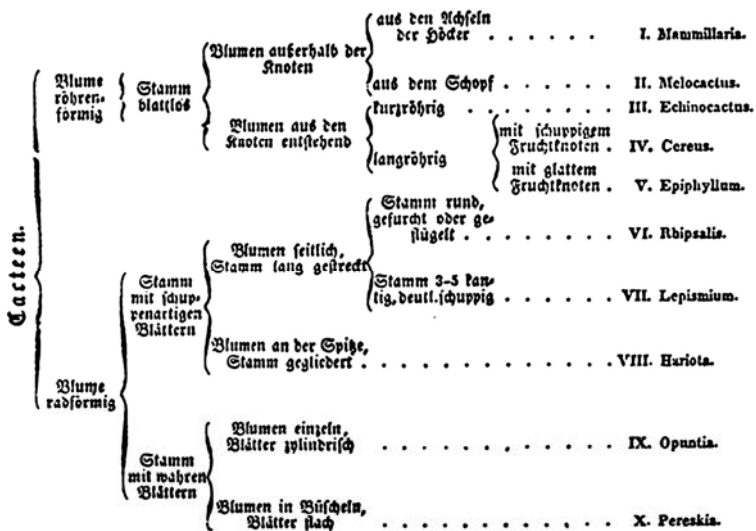 Cacteen.
Blume
röhren-
förmig
Stamm
blattlos
Blumen außerhalb der
Knoten
aus den Achseln
der Höcker . . . . . . I. Mammillaria.
aus dem Schopf . . . . . II. Melocactus.
Blumen aus den
Knoten entstehend
kurzröhrig . . . . . . . III. Echinocactus.
langröhrig
mit schuppigem
Fruchtknoten . IV. Cereus.
mit glattem
Fruchtknoten . V. Epiphyllum.
Blume
radförmig
Stamm
mit schup-
penartigen
Blättern
Blumen seitlich,
Stamm lang gestreckt
Stamm rund,
gefurcht oder ge-
flügelt . . . . . . . VI. Rhipsalis.
Stamm 3-5 kan-
tig, deutl. schuppig . . . . . VII. Lepismium.
Blumen an der Spitze,
Stamm gegliedert . . . . . . . . . . . . VIII. Hariota.
Stamm
mit wahren
Blättern
Blumen einzeln,
Blätter zylindrisch . . . . . . . . . . . IX. Opuntia.
Blumen in Büscheln,
Blätter flach . . . . . . . . . . . X. Pereskia.